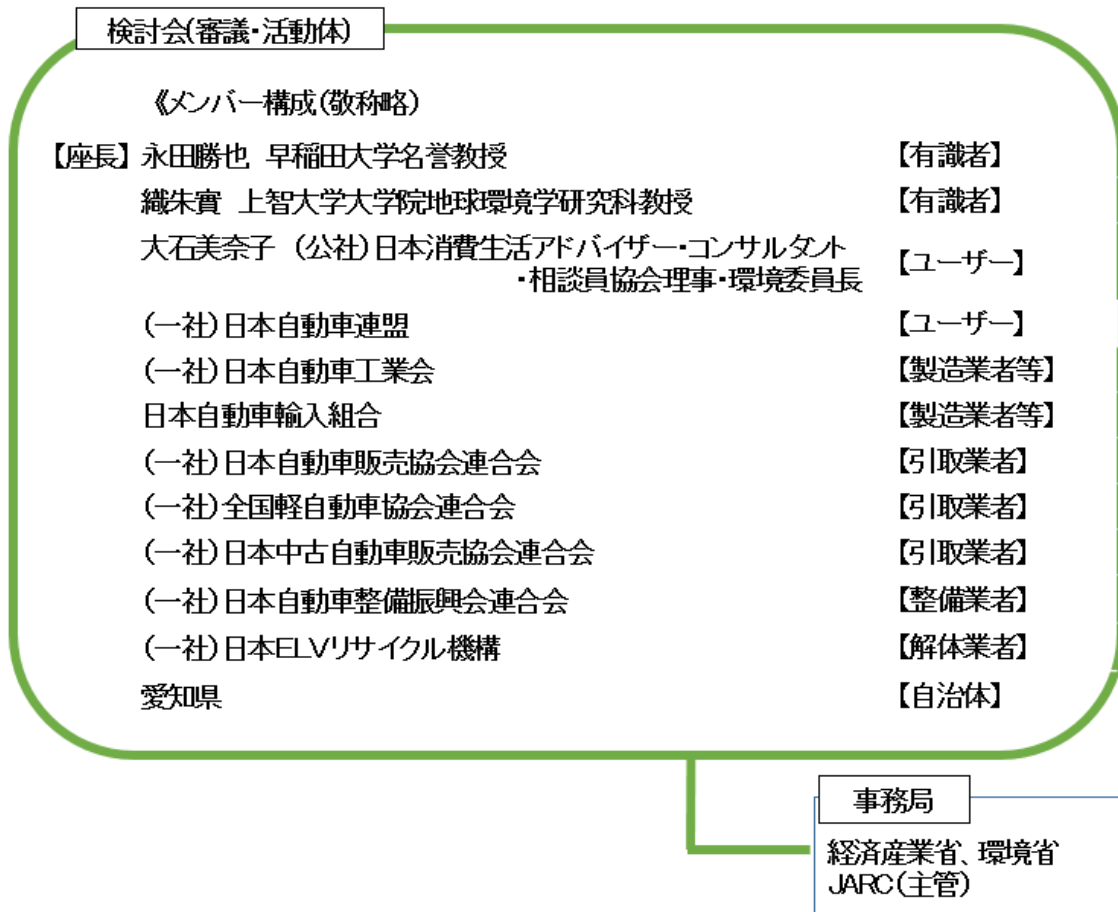 検討会(審議・活動体)
《メンバー構成(敬称略)
【座長】永田勝也 早稲田大学名誉教授 【有識者】
織朱實 上智大学大学院地球環境学研究科教授 【有識者】
大石美奈子 (公社)日本消費生活アドバイザー・コンサルタント
・相談員協会理事・環境委員長 【ユーザー】
(一社)日本自動車連盟 【ユーザー】
(一社)日本自動車工業会 【製造業者等】
日本自動車輸入組合 【製造業者等】
(一社)日本自動車販売協会連合会 【引取業者】
(一社)全国軽自動車協会連合会 【引取業者】
(一社)日本中古自動車販売協会連合会 【引取業者】
(一社)日本自動車整備振興会連合会 【整備業者】
(一社)日本ELVリサイクル機構 【解体業者】
愛知県 【自治体】
事務局
経済産業省、環境省
JARC(主管)